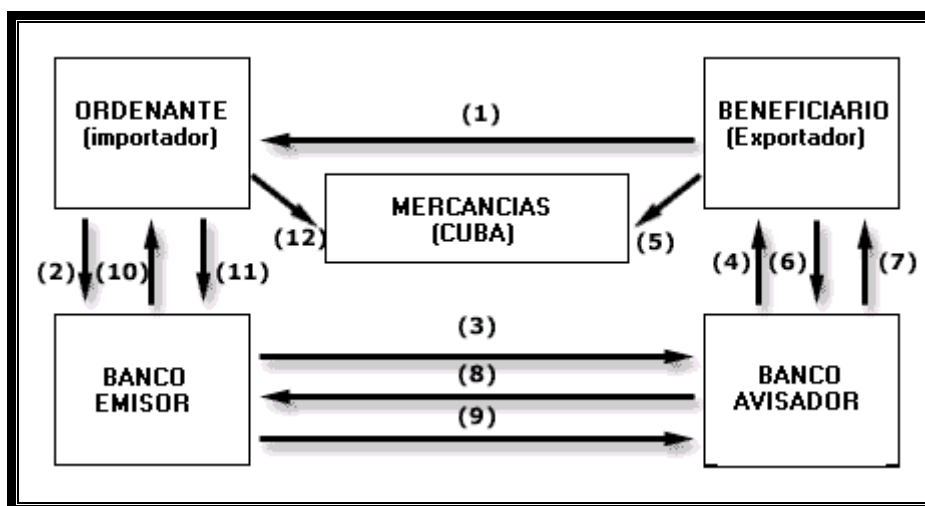 ORDENANTE
(importador)
(1)
BENEFICIARIO
(Exportador)
MERCANCIAS
(CUBA)
(12)
(5)
(2)
(10)
(11)
(4)
(6)
(7)
(3)
BANCO
EMISOR
(8)
BANCO
AVISADOR
(9)